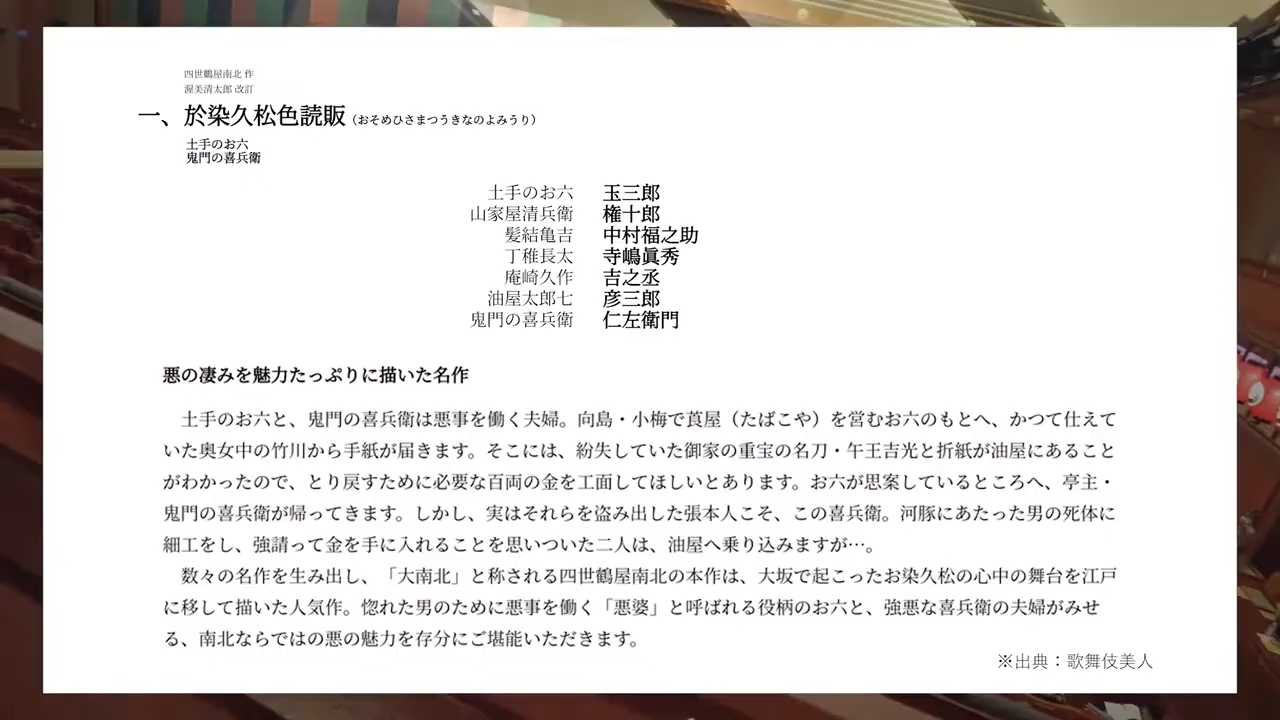 四世鶴屋南北 作
渥美清太郎 改訂
一、於染久松色読販（おそめひさまつうきなのよみうり）
土手のお六
鬼門の喜兵衛
土手のお六 玉三郎
山家屋清兵衛 権十郎
髪結亀吉 中村福之助
丁稚長太 寺嶋眞秀
庵崎久作 吉之丞
油屋太郎七 彦三郎
鬼門の喜兵衛 仁左衛門
悪の凄みを魅力たっぷりに描いた名作
土手のお六と、鬼門の喜兵衛は悪事を働く夫婦。向島・小梅で莨屋（たばこや）を営むお六のもとへ、かつて仕えて
いた奥女中の竹川から手紙が届きます。そこには、紛失していた御家の重宝の名刀・午王吉光と折紙が油屋にあること
がわかったので、とり戻すために必要な百両の金を工面してほしいとあります。お六が思案しているところへ、亭主・
鬼門の喜兵衛が帰ってきます。しかし、実はそれらを盗み出した張本人こそ、この喜兵衛。河豚にあたった男の死体に
細工をし、強請って金を手に入れることを思いついた二人は、油屋へ乗り込みますが…。
数々の名作を生み出し、「大南北」と称される四世鶴屋南北の本作は、大坂で起こったお染久松の心中の舞台を江戸
に移して描いた人気作。惚れた男のために悪事を働く「悪婆」と呼ばれる役柄のお六と、強悪な喜兵衛の夫婦がみせ
る、南北ならではの悪の魅力を存分にご堪能いただきます。
※出典：歌舞伎美人